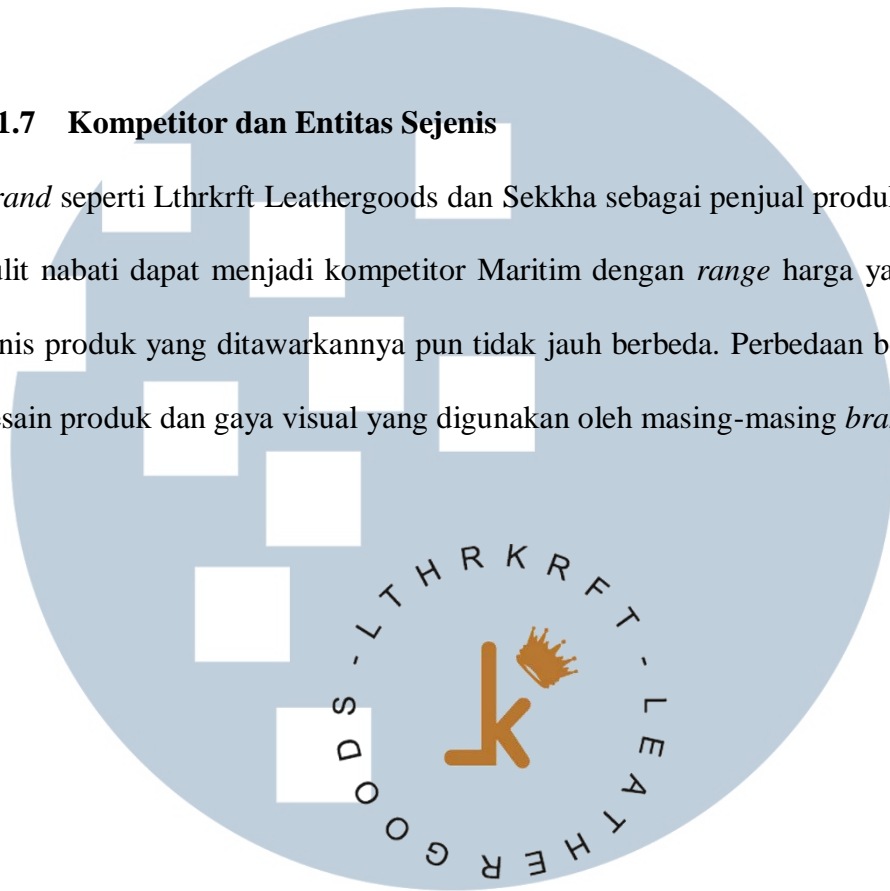 1.7 Kompetitor dan Entitas Sejenis
rand seperti Lthrkrft Leathergoods dan Sekkha sebagai penjual produ
ulit nabati dapat menjadi kompetitor Maritim dengan range harga ya
nis produk yang ditawarkannya pun tidak jauh berbeda. Perbedaan b
esain produk dan gaya visual yang digunakan oleh masing-masing bra
-LTHRKRFT-LEATHERGOODS
k